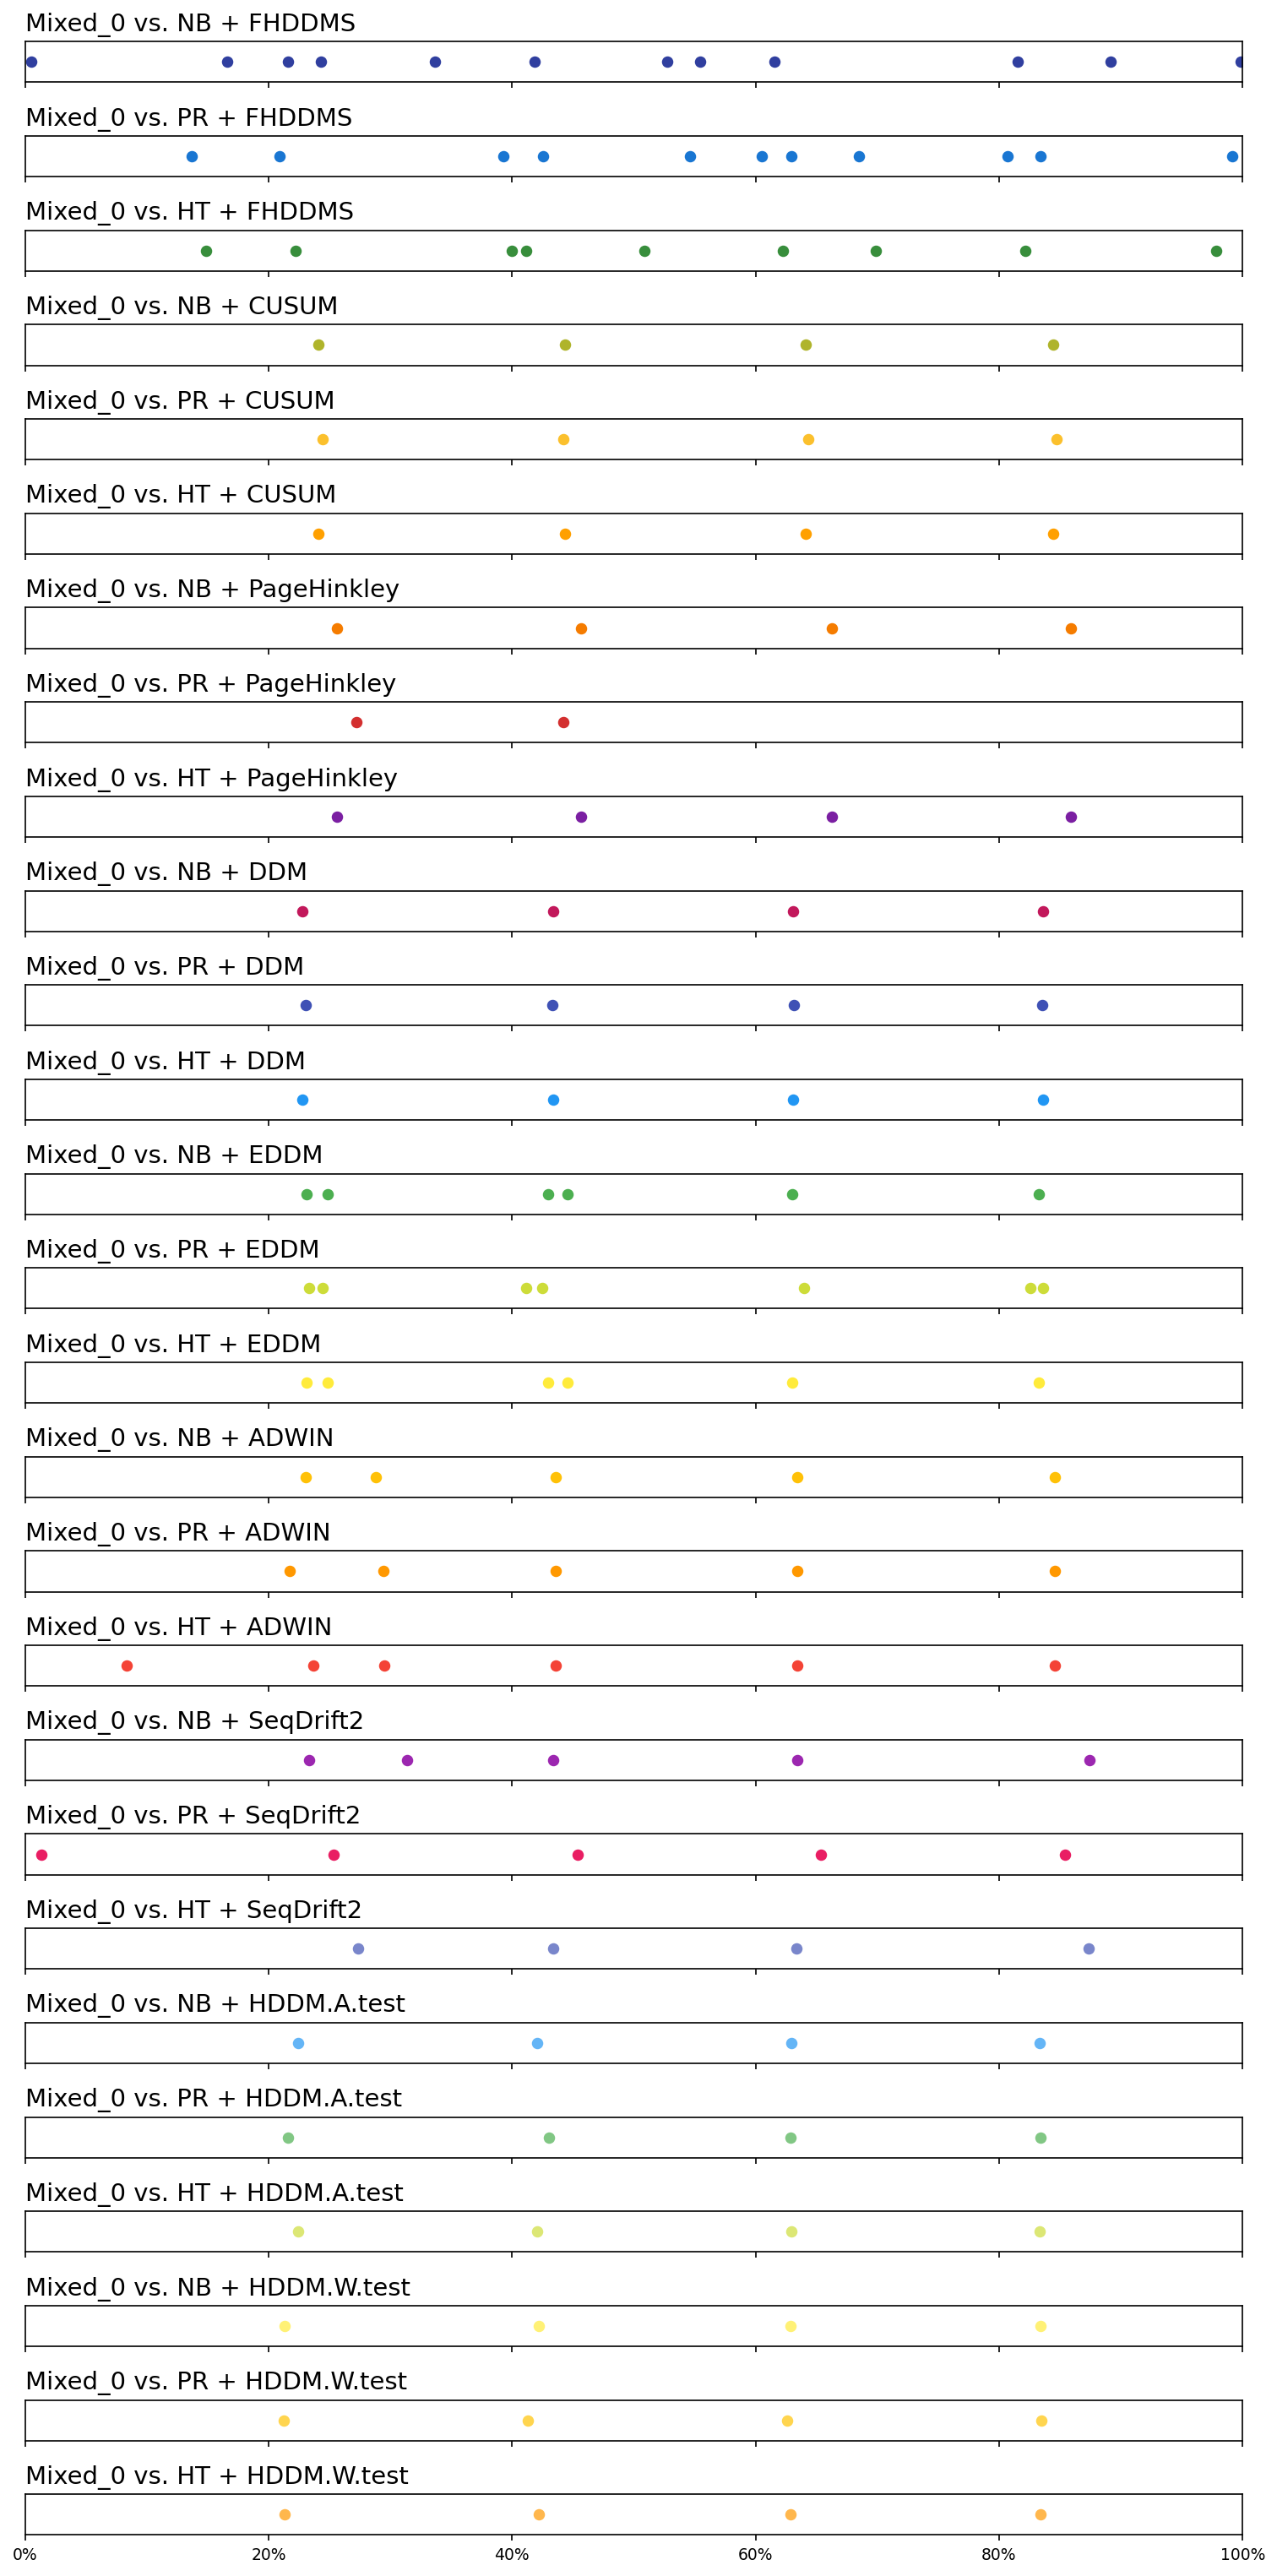 Mixed_0 vs. NB + FHDDMS
Mixed_0 vs. PR + FHDDMS
Mixed_0 vs. HT + FHDDMS
Mixed_0 vs. NB + CUSUM
Mixed_0 vs. PR + CUSUM
Mixed_0 vs. HT + CUSUM
Mixed_0 vs. NB + PageHinkley
Mixed_0 vs. PR + PageHinkley
Mixed_0 vs. HT + PageHinkley
Mixed_0 vs. NB + DDM
Mixed_0 vs. PR + DDM
Mixed_0 vs. HT + DDM
Mixed_0 vs. NB + EDDM
Mixed_0 vs. PR + EDDM
Mixed_0 vs. HT + EDDM
Mixed_0 vs. NB + ADWIN
Mixed_0 vs. PR + ADWIN
Mixed_0 vs. HT + ADWIN
Mixed_0 vs. NB + SeqDrift2
Mixed_0 vs. PR + SeqDrift2
Mixed_0 vs. HT + SeqDrift2
Mixed_0 vs. NB + HDDM.A.test
Mixed_0 vs. PR + HDDM.A.test
Mixed_0 vs. HT + HDDM.A.test
Mixed_0 vs. NB + HDDM.W.test
Mixed_0 vs. PR + HDDM.W.test
Mixed_0 vs. HT + HDDM.W.test
0% 20% 40% 60% 80% 100%